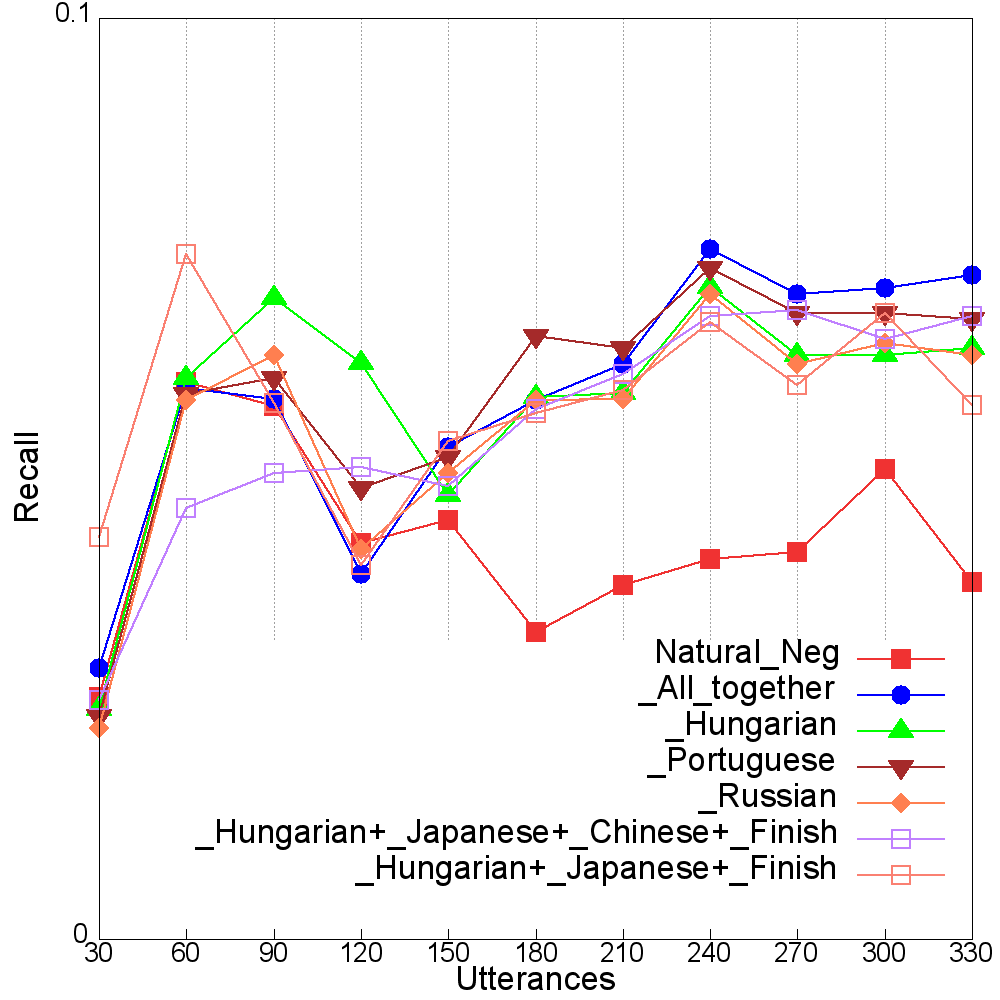 0.1
Recall
Natural_Neg
_All_together
_Hungarian
_Portuguese
_Russian
_Hungarian+_Japanese+_Chinese+_Finish
_Hungarian+_Japanese+_Finish
0
30 60 90 120 150 180 210 240 270 300 330
Utterances